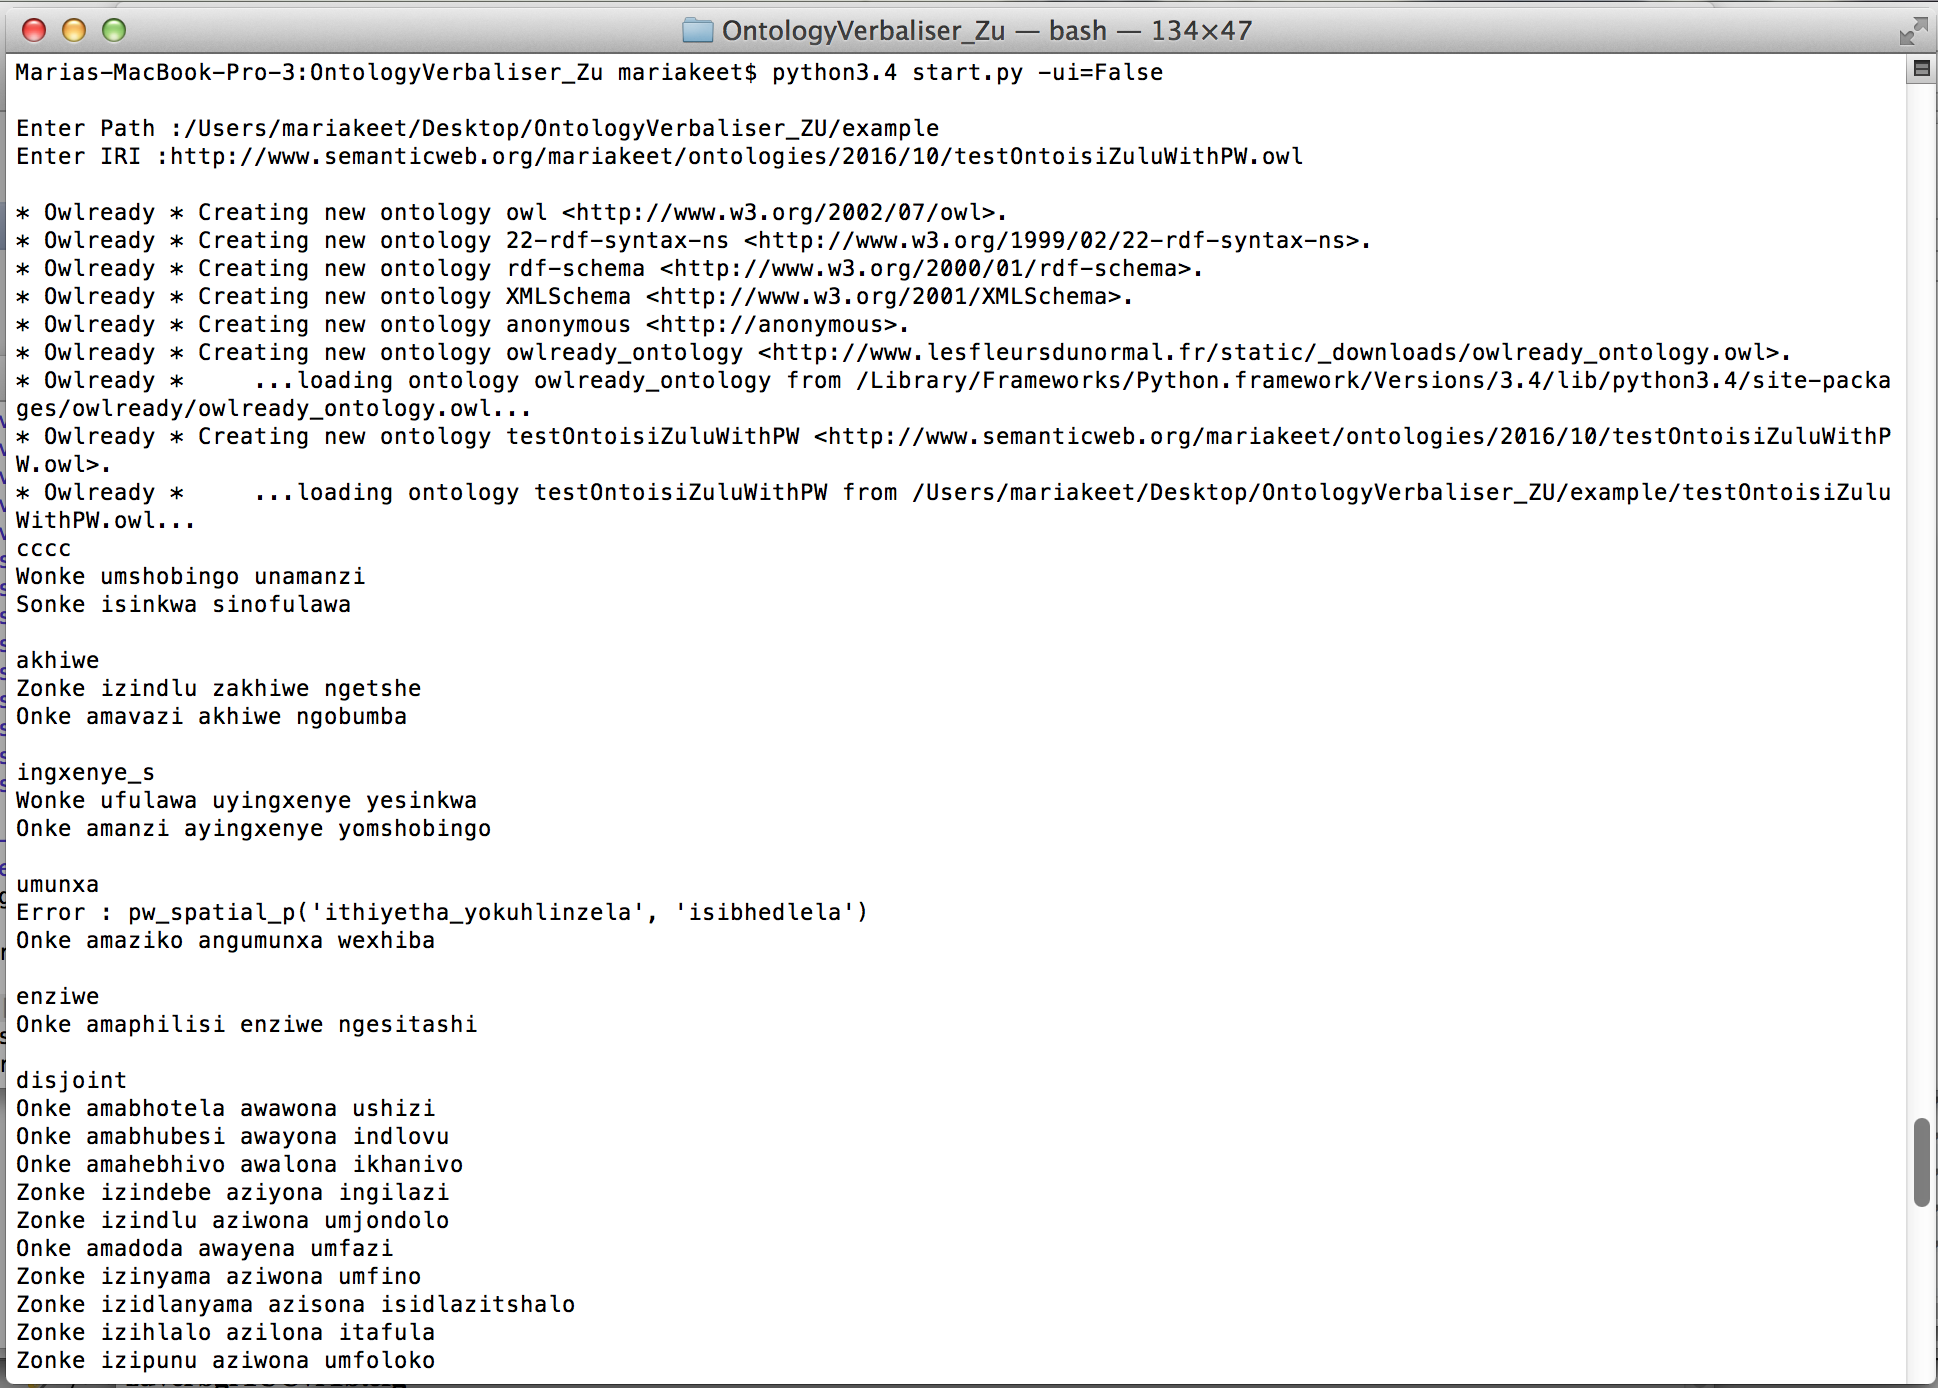 OntologyVerbaliser_Zu — bash — 134×47
Marias-MacBook-Pro-3:OntologyVerbaliser_Zu mariakeet$ python3.4 start.py -ui=False
Enter Path :/Users/mariakeet/Desktop/OntologyVerbaliser_ZU/example
Enter IRI :http://www.semanticweb.org/mariakeet/ontologies/2016/10/testOntoisiZuluWithPW.owl
* Owlready * Creating new ontology owl <http://www.w3.org/2002/07/owl>.
* Owlready * Creating new ontology 22-rdf-syntax-ns <http://www.w3.org/1999/02/22-rdf-syntax-ns>.
* Owlready * Creating new ontology rdf-schema <http://www.w3.org/2000/01/rdf-schema>.
* Owlready * Creating new ontology XMLSchema <http://www.w3.org/2001/XMLSchema>.
* Owlready * Creating new ontology anonymous <http://anonymous>.
* Owlready * Creating new ontology owlready_ontology <http://www.lesfleursdunormal.fr/static/_downloads/owlready_ontology.owl>.
* Owlready *     ...loading ontology owlready_ontology from /Library/Frameworks/Python.framework/Versions/3.4/lib/python3.4/site-packa
ges/owlready/owlready_ontology.owl...
* Owlready * Creating new ontology testOntoisiZuluWithPW <http://www.semanticweb.org/mariakeet/ontologies/2016/10/testOntoisiZuluWithP
W.owl>.
* Owlready *     ...loading ontology testOntoisiZuluWithPW from /Users/mariakeet/Desktop/OntologyVerbaliser_ZU/example/testOntoisiZulu
WithPW.owl...
cccc
Wonke umshobingo unamanzi
Sonke isinkwa sinofulawa
akhiwe
Zonke izindlu zakhiwe ngetshe
Onke amavazi akhiwe ngobumba
ingxenye_s
Wonke ufulawa uyingxenye yesinkwa
Onke amanzi ayingxenye yomshobingo
umunxa
Error : pw_spatial_p('ithiyetha_yokuhlinzela', 'isibhedlela')
Onke amaziko angumunxa wexhiba
enziwe
Onke amaphilisi enziwe ngesitashi
disjoint
Onke amabhotela awawona ushizi
Onke amabhubesi awayona indlovu
Onke amahebhivo awalona ikhanivo
Zonke izindebe aziyona ingilazi
Zonke izindlu aziwona umjondolo
Onke amadoda awayena umfazi
Zonke izinyama aziwona umfino
Zonke izidlanyama azisona isidlazitshalo
Zonke izihlalo azilona itafula
Zonke izipunu aziwona umfoloko